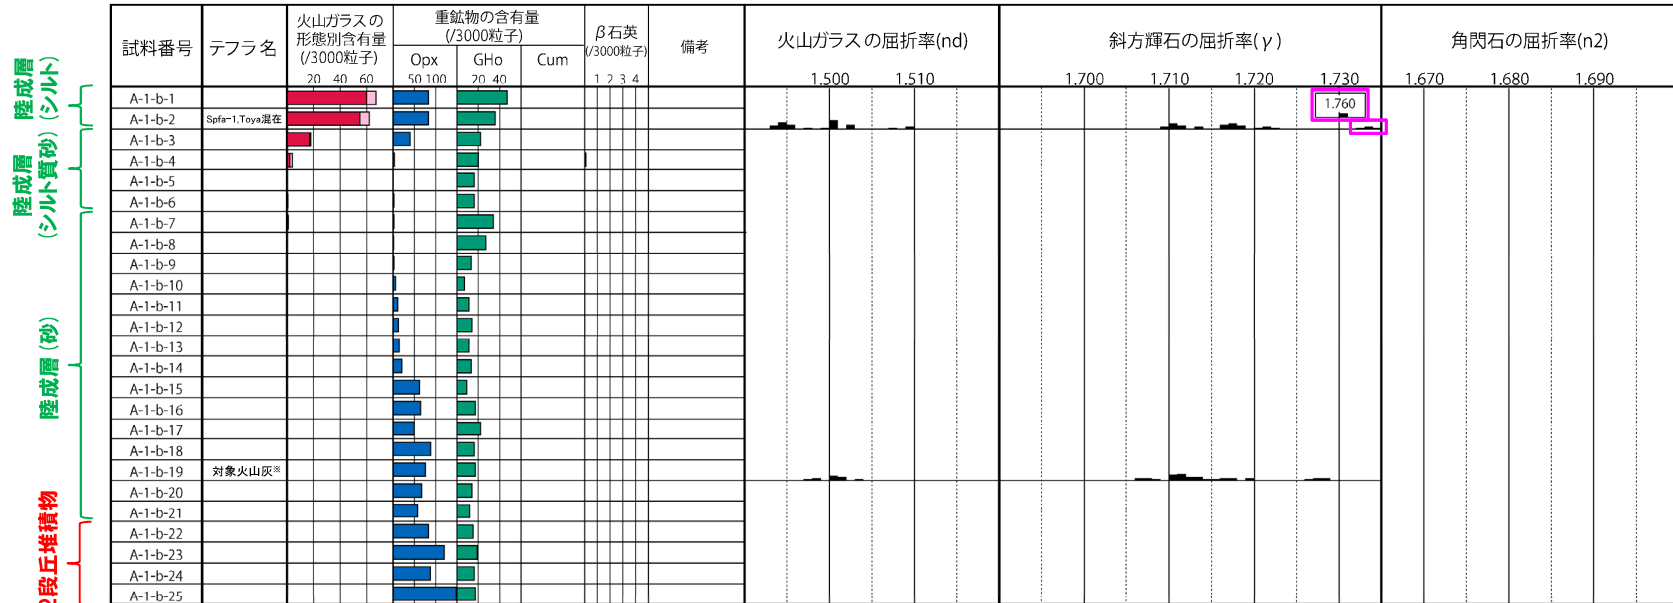 試料番号
テフラ名
火山ガラスの
形態別含有量
(/3000粒子)
20 40 60
重鉱物の含有量
(/3000粒子)
Opx GHo Cum
50 100 20 40
β石英
(/3000粒子)
1 2 3 4
備考
火山ガラスの屈折率(nd)
1.500 1.510
斜方輝石の屈折率(γ)
1.700 1.710 1.720 1.730
角閃石の屈折率(n2)
1.670 1.680 1.690
陸成層
(シルト)
陸成層
(シルト質砂)
陸成層(砂)
段丘堆積物
A-1-b-1
1.760
A-1-b-2 Spfa-1,Toya混在
A-1-b-3
A-1-b-4
A-1-b-5
A-1-b-6
A-1-b-7
A-1-b-8
A-1-b-9
A-1-b-10
A-1-b-11
A-1-b-12
A-1-b-13
A-1-b-14
A-1-b-15
A-1-b-16
A-1-b-17
A-1-b-18
A-1-b-19 対象火山灰※
A-1-b-20
A-1-b-21
A-1-b-22
A-1-b-23
A-1-b-24
A-1-b-25